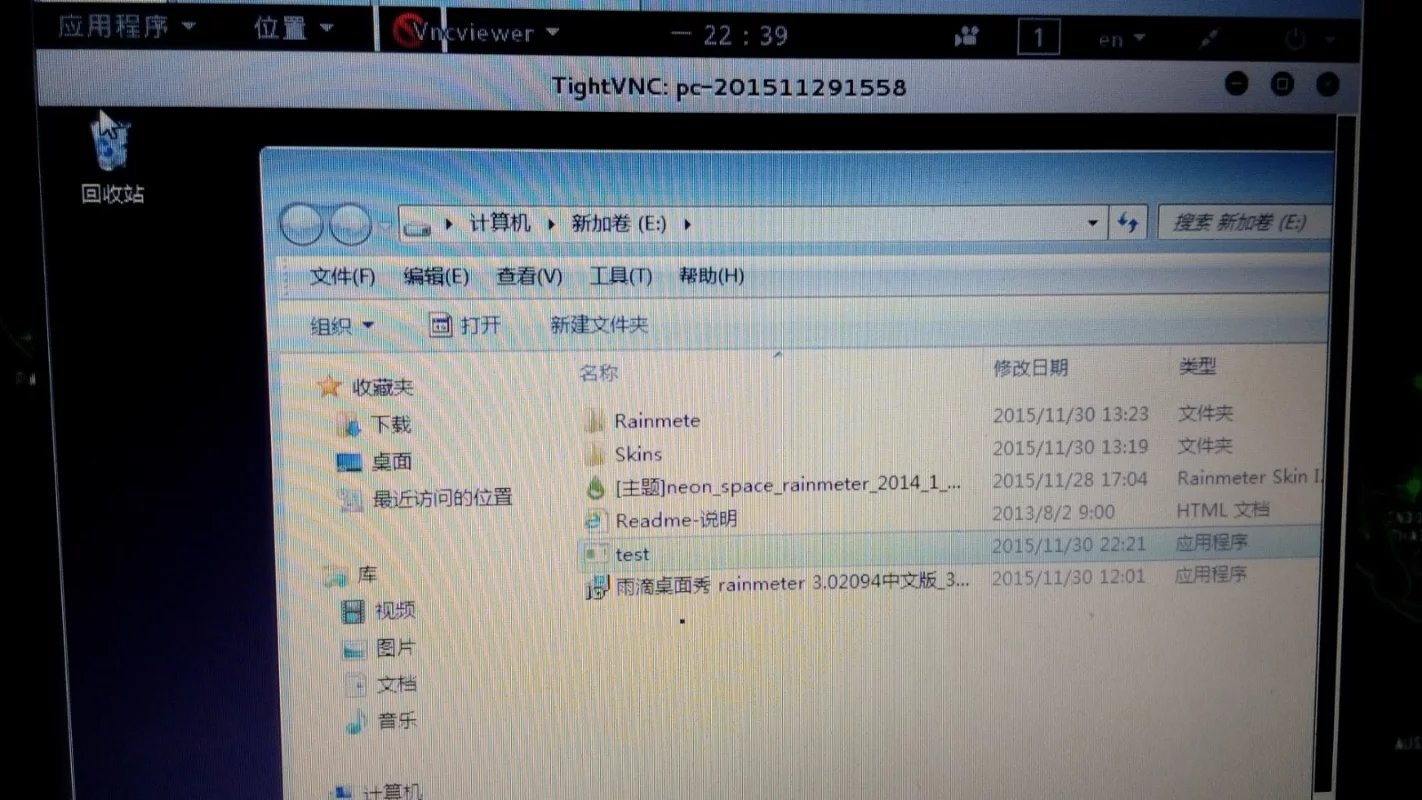 应用程序 位置 Vncviewer 一 22 : 39 1 en
TightVNC: pc-201511291558
回收站
计算机 新加卷 (E:) 搜索 新加卷 (E:)
文件(F) 编辑(E) 查看(V) 工具(T) 帮助(H)
组织 打开 新建文件夹
名称 修改日期 类型
收藏夹
下载
桌面
最近访问的位置
库
视频
图片
文档
音乐
计算机
Rainmete 2015/11/30 13:23 文件夹
Skins 2015/11/30 13:19 文件夹
[主题]neon_space_rainmeter_2014_1_... 2015/11/28 17:04 Rainmeter Skin I
Readme-说明 2013/8/2 9:00 HTML 文档
test 2015/11/30 22:21 应用程序
雨滴桌面秀 rainmeter 3.02094中文版_3... 2015/11/30 12:01 应用程序